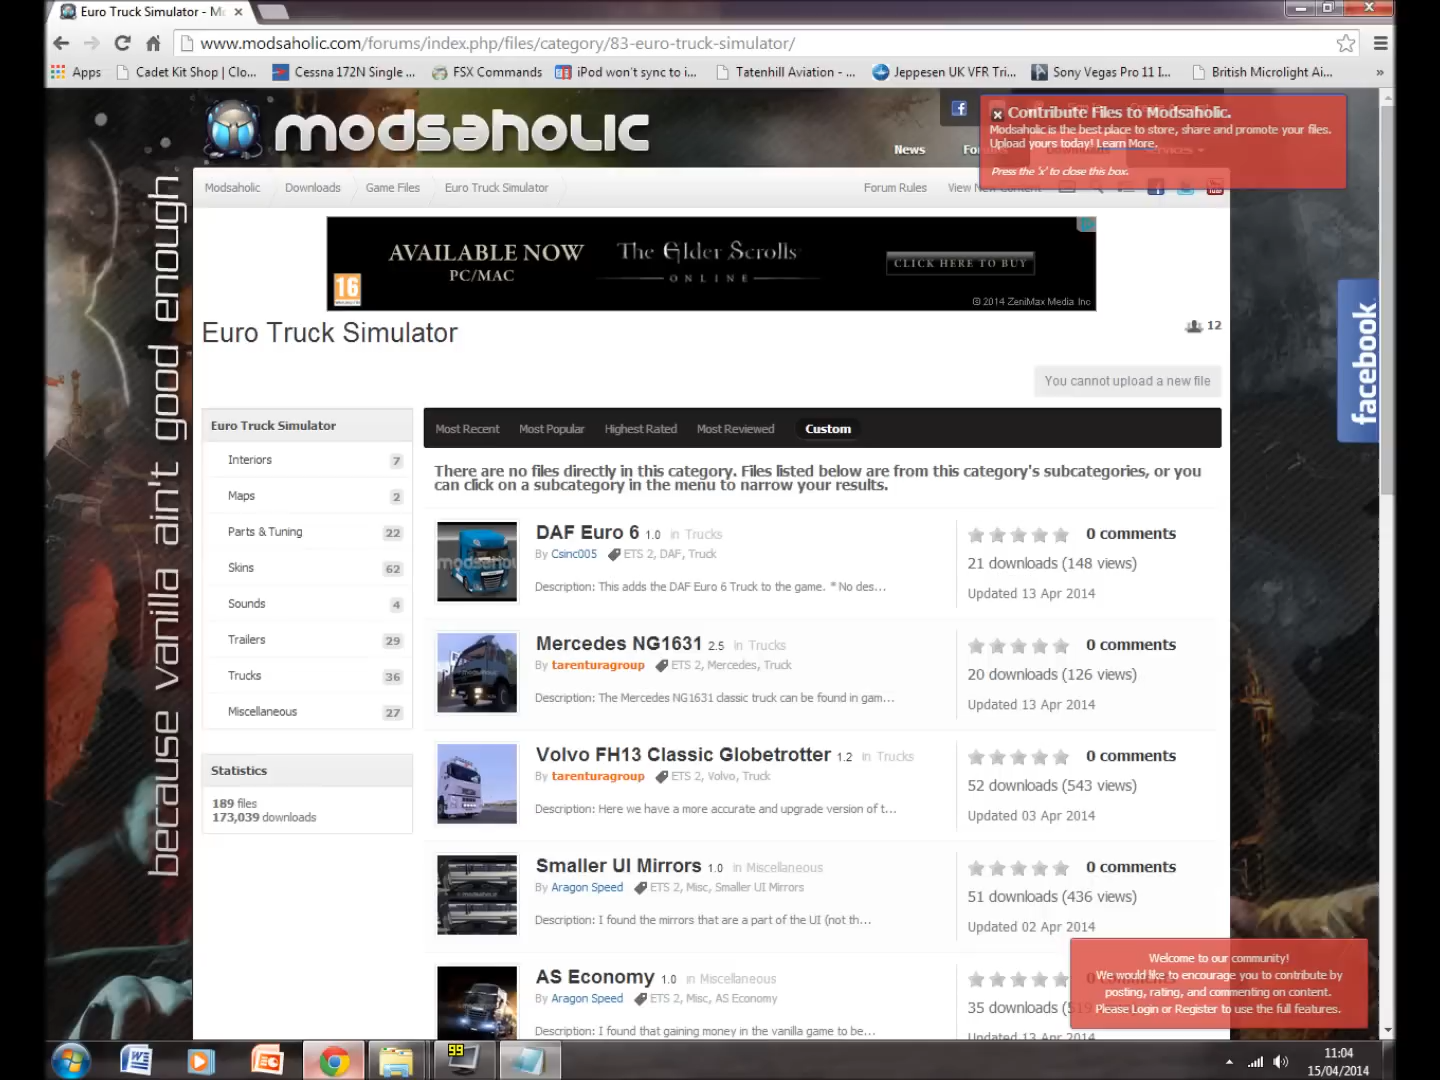 Euro Truck Simulator - Mo
www.modsaholic.com/forums/index.php/files/category/83-euro-truck-simulator/
Apps
Cadet Kit Shop | Clo...
Cessna 172N Single ...
FSX Commands
iPod won't sync to i...
Tatenhill Aviation - ...
Jeppesen UK VFR Tri...
Sony Vegas Pro 11 I...
British Microlight Ai...
»
modsaholic
because vanilla ain't good enough.
Contribute Files to Modsaholic.
Modsaholic is the best place to store, share and promote your files.
Upload yours today! Learn More.
Press the 'x' to close this box.
News
Modsaholic
Downloads
Game Files
Euro Truck Simulator
Forum Rules
View New Content
AVAILABLE NOW
PC/MAC
The Elder Scrolls
ONLINE
CLICK HERE TO BUY
16
© 2014 ZeniMax Media Inc
Euro Truck Simulator
12
You cannot upload a new file
facebook
Euro Truck Simulator
Interiors 7
Maps 2
Parts & Tuning 22
Skins 62
Sounds 4
Trailers 29
Trucks 36
Miscellaneous 27
Statistics
189 files
173,039 downloads
Most Recent Most Popular Highest Rated Most Reviewed Custom
There are no files directly in this category. Files listed below are from this category's subcategories, or you
can click on a subcategory in the menu to narrow your results.
DAF Euro 6 1.0 in Trucks
By Csinc005 ETS 2, DAF, Truck
Description: This adds the DAF Euro 6 Truck to the game. * No des...
0 comments
21 downloads (148 views)
Updated 13 Apr 2014
Mercedes NG1631 2.5 in Trucks
By tarenturagroup ETS 2, Mercedes, Truck
Description: The Mercedes NG1631 classic truck can be found in gam...
0 comments
20 downloads (126 views)
Updated 13 Apr 2014
Volvo FH13 Classic Globetrotter 1.2 in Trucks
By tarenturagroup ETS 2, Volvo, Truck
Description: Here we have a more accurate and upgrade version of t...
0 comments
52 downloads (543 views)
Updated 03 Apr 2014
Smaller UI Mirrors 1.0 in Miscellaneous
By Aragon Speed ETS 2, Misc, Smaller UI Mirrors
Description: I found the mirrors that are a part of the UI (not th...
0 comments
51 downloads (436 views)
Updated 02 Apr 2014
AS Economy 1.0 in Miscellaneous
By Aragon Speed ETS 2, Misc, AS Economy
Description: I found that gaining money in the vanilla game to be...
35 downloads
Welcome to our community!
We would like to encourage you to contribute by
posting, rating, and commenting on content.
Please Login or Register to use the full features.
99
11:04
15/04/2014